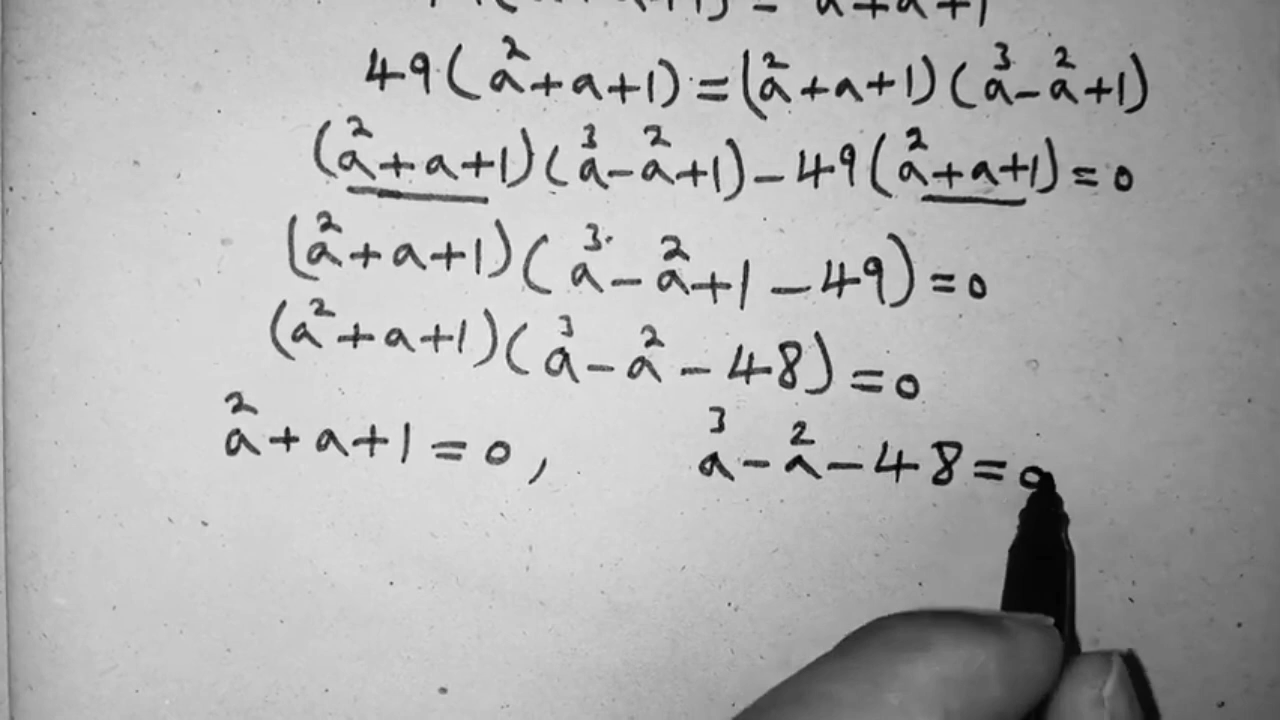 49(a²+a+1)=(a²+a+1)(a³-a²+1)
(a²+a+1)(a³-a²+1)-49(a²+a+1)=0
(a²+a+1)(a³-a²+1-49)=0
(a²+a+1)(a³-a²-48)=0
a²+a+1=0, a³-a²-48=0